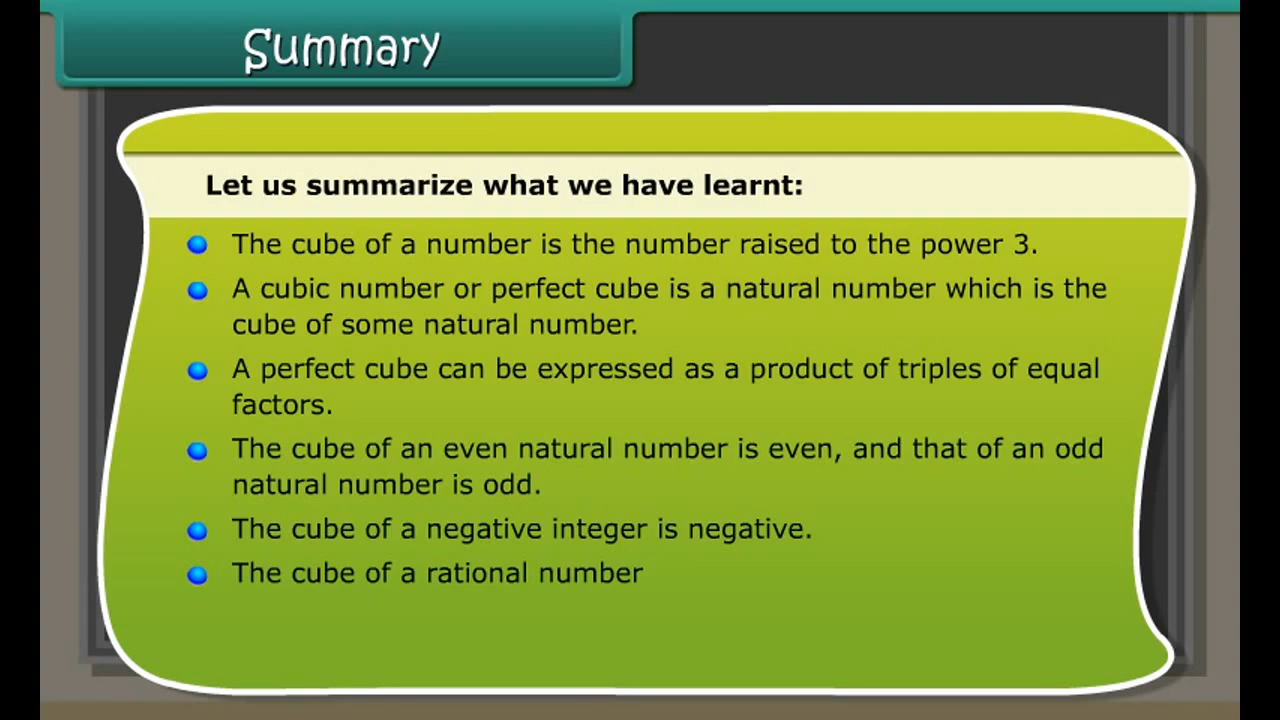 Summary
Let us summarize what we have learnt:
The cube of a number is the number raised to the power 3.
A cubic number or perfect cube is a natural number which is the
cube of some natural number.
A perfect cube can be expressed as a product of triples of equal
factors.
The cube of an even natural number is even, and that of an odd
natural number is odd.
The cube of a negative integer is negative.
The cube of a rational number